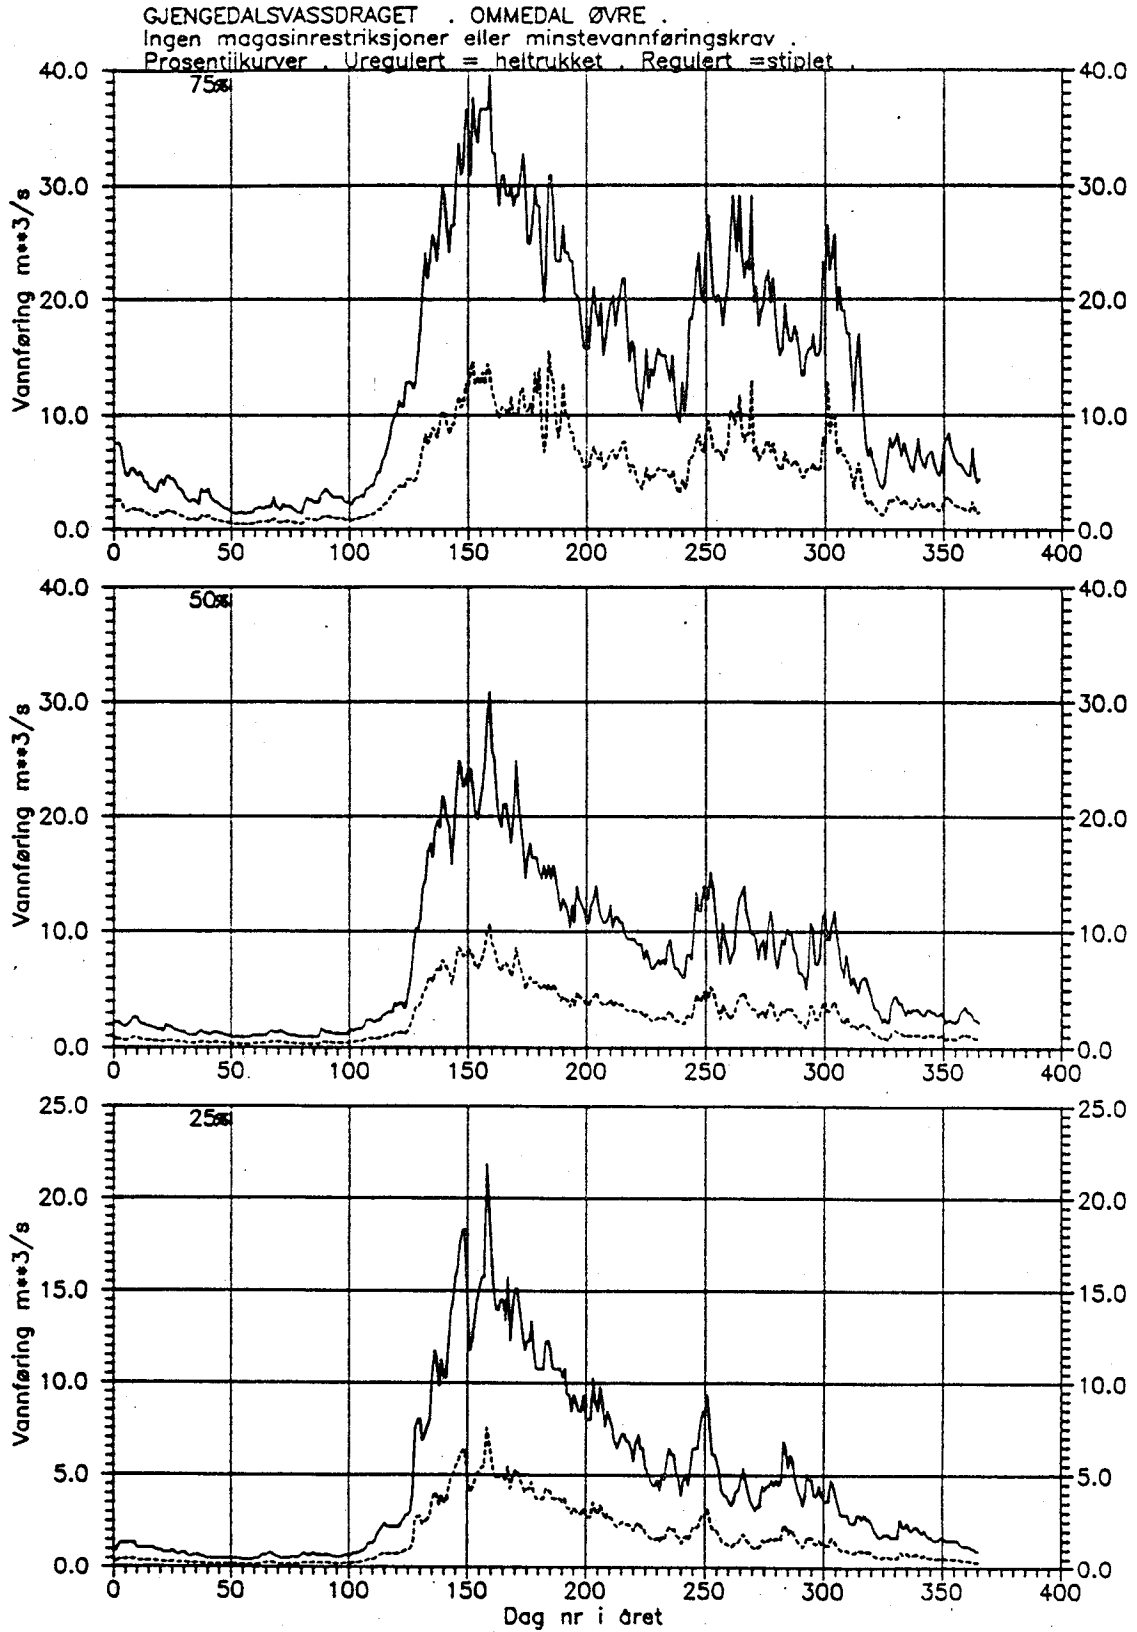 GJENGEDALSVASSDRAGET . OMMEDAL ØVRE .
Ingen magasinrestriksjoner eller minstevannføringskrav .
Prosentilkurver . Uregulert = heltrukket . Regulert =stiplet .
75%
40.0 40.0
30.0 30.0
20.0 20.0
10.0 10.0
0.0 0.0
Vannføring m**3/s
0 50 100 150 200 250 300 350 400
50%
40.0 40.0
30.0 30.0
20.0 20.0
10.0 10.0
0.0 0.0
Vannføring m**3/s
0 50 100 150 200 250 300 350 400
25%
25.0 25.0
20.0 20.0
15.0 15.0
10.0 10.0
5.0 5.0
0.0 0.0
Vannføring m**3/s
0 50 100 150 200 250 300 350 400
Dag nr i året